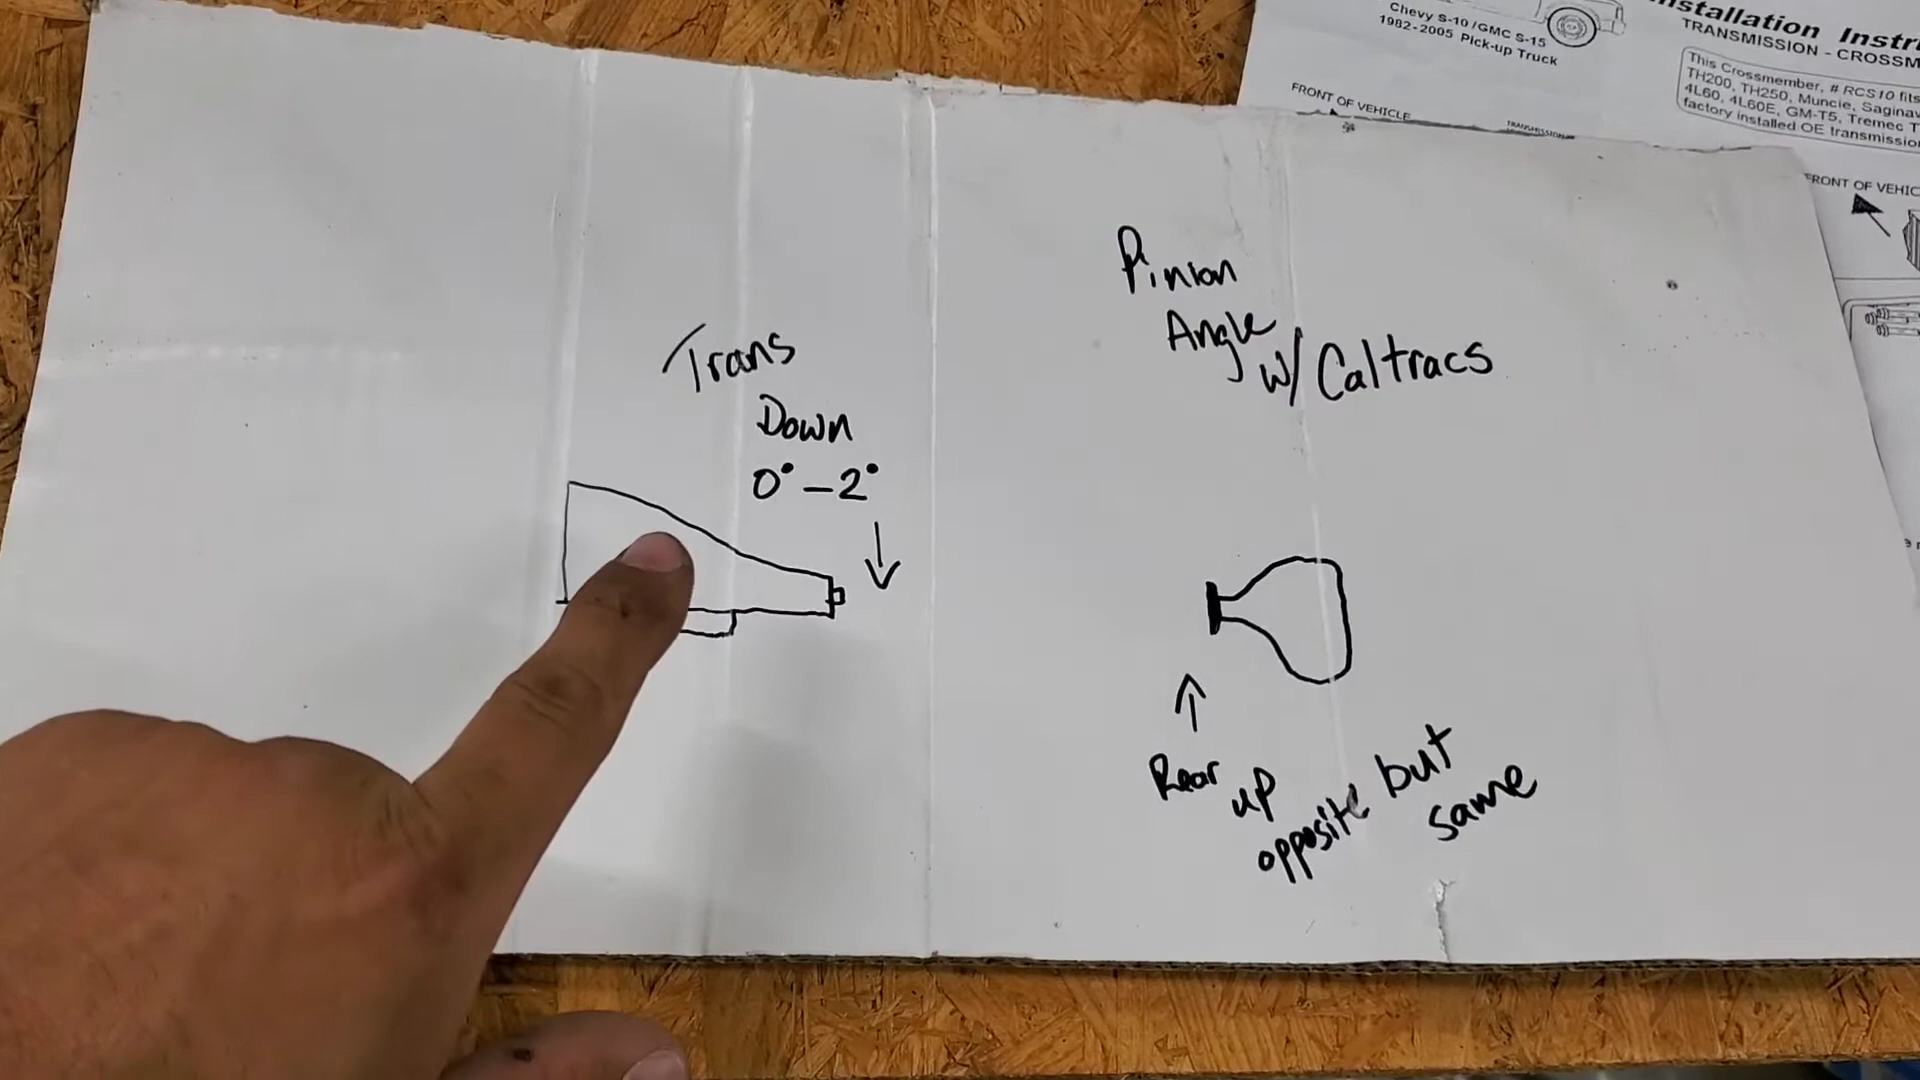 Chevy S-10/GMC S-15
1982-2005 Pick-up Truck
FRONT OF VEHICLE
TRANSMISSION
TRANSMISSION - CROSSM
This Crossmember, # RCS10 fits
TH200, TH250, Muncie, Saginaw
4L60, 4L60E, GM-T5, Tremec T
factory installed OE transmission
FRONT OF VEHIC
Trans
Down
0° – 2°
Pinion
Angle
w/ Caltracs
Rear up
opposite but
same